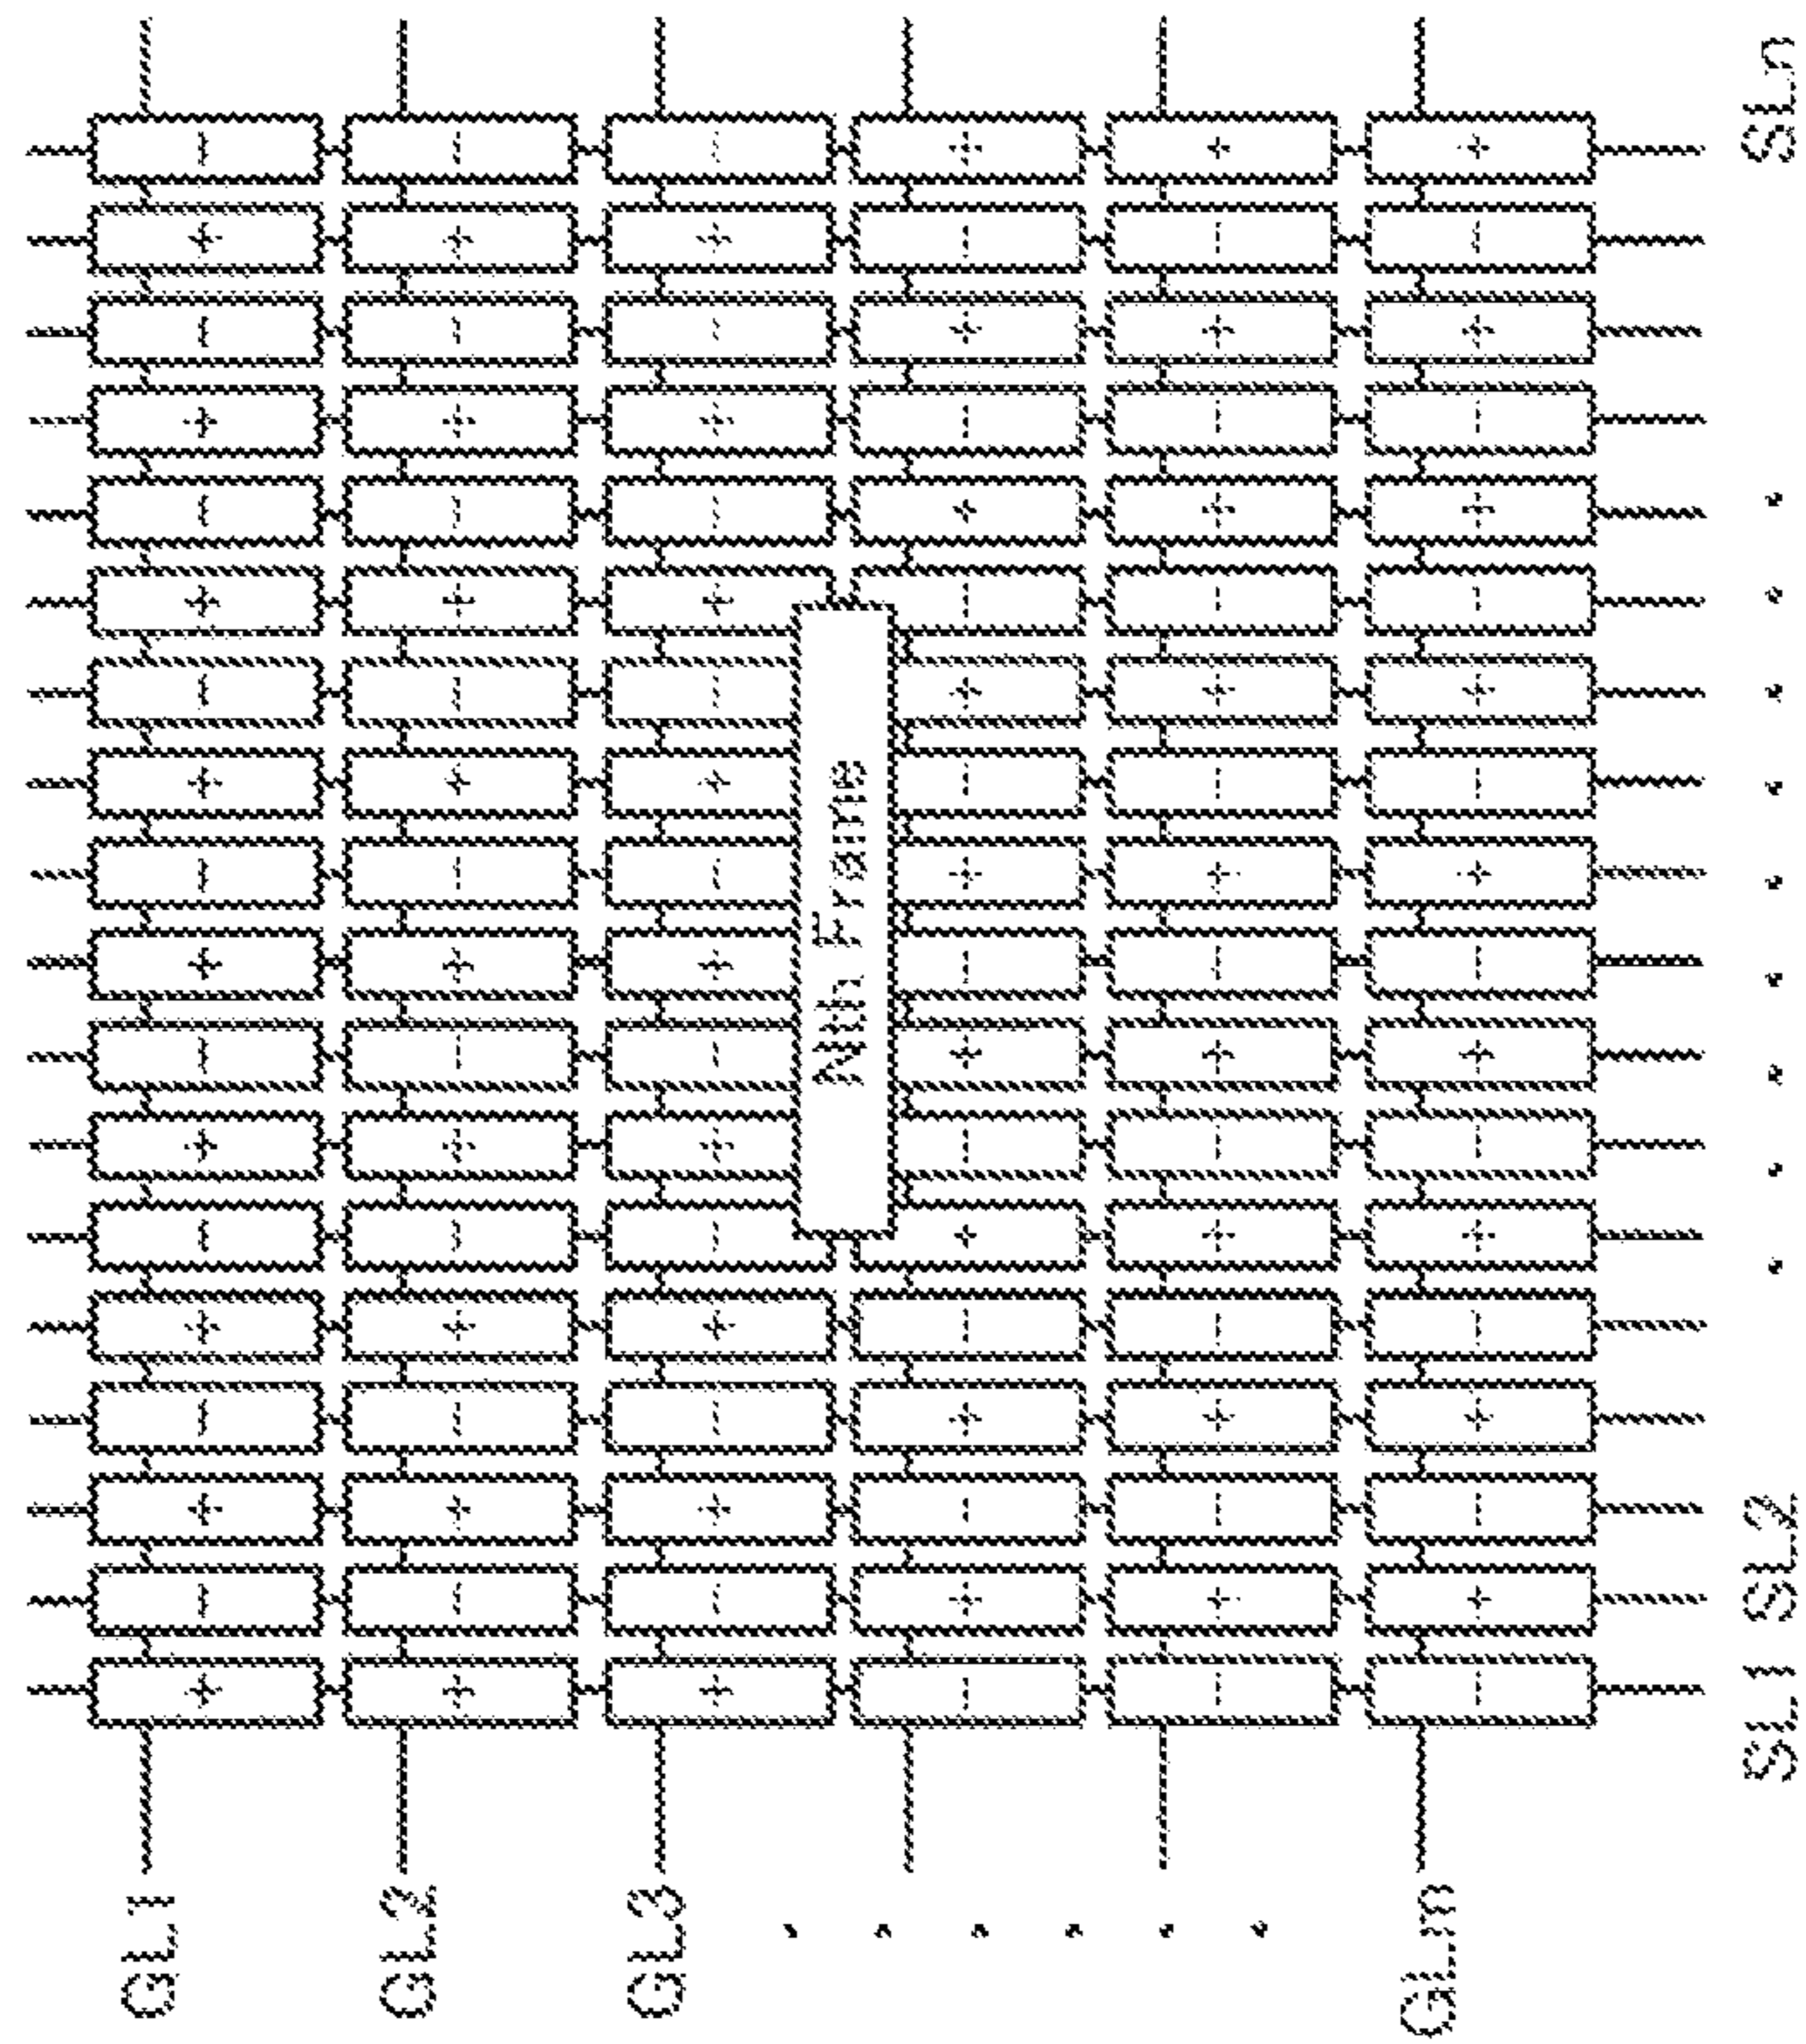 GL1 + − + − + − + − + − + − + − + − + −
GL2 + − + − + − + − + − + − + − + − + −
GL3 + − + − + − + − + − + − + − + − + −
Nth Frame
− + − + − + − + − + − + − + − + − +
− + − + − + − + − + − + − + − + − +
GLm − + − + − + − + − + − + − + − + − +
SL1 SL2 . . . . . . . . . SLn